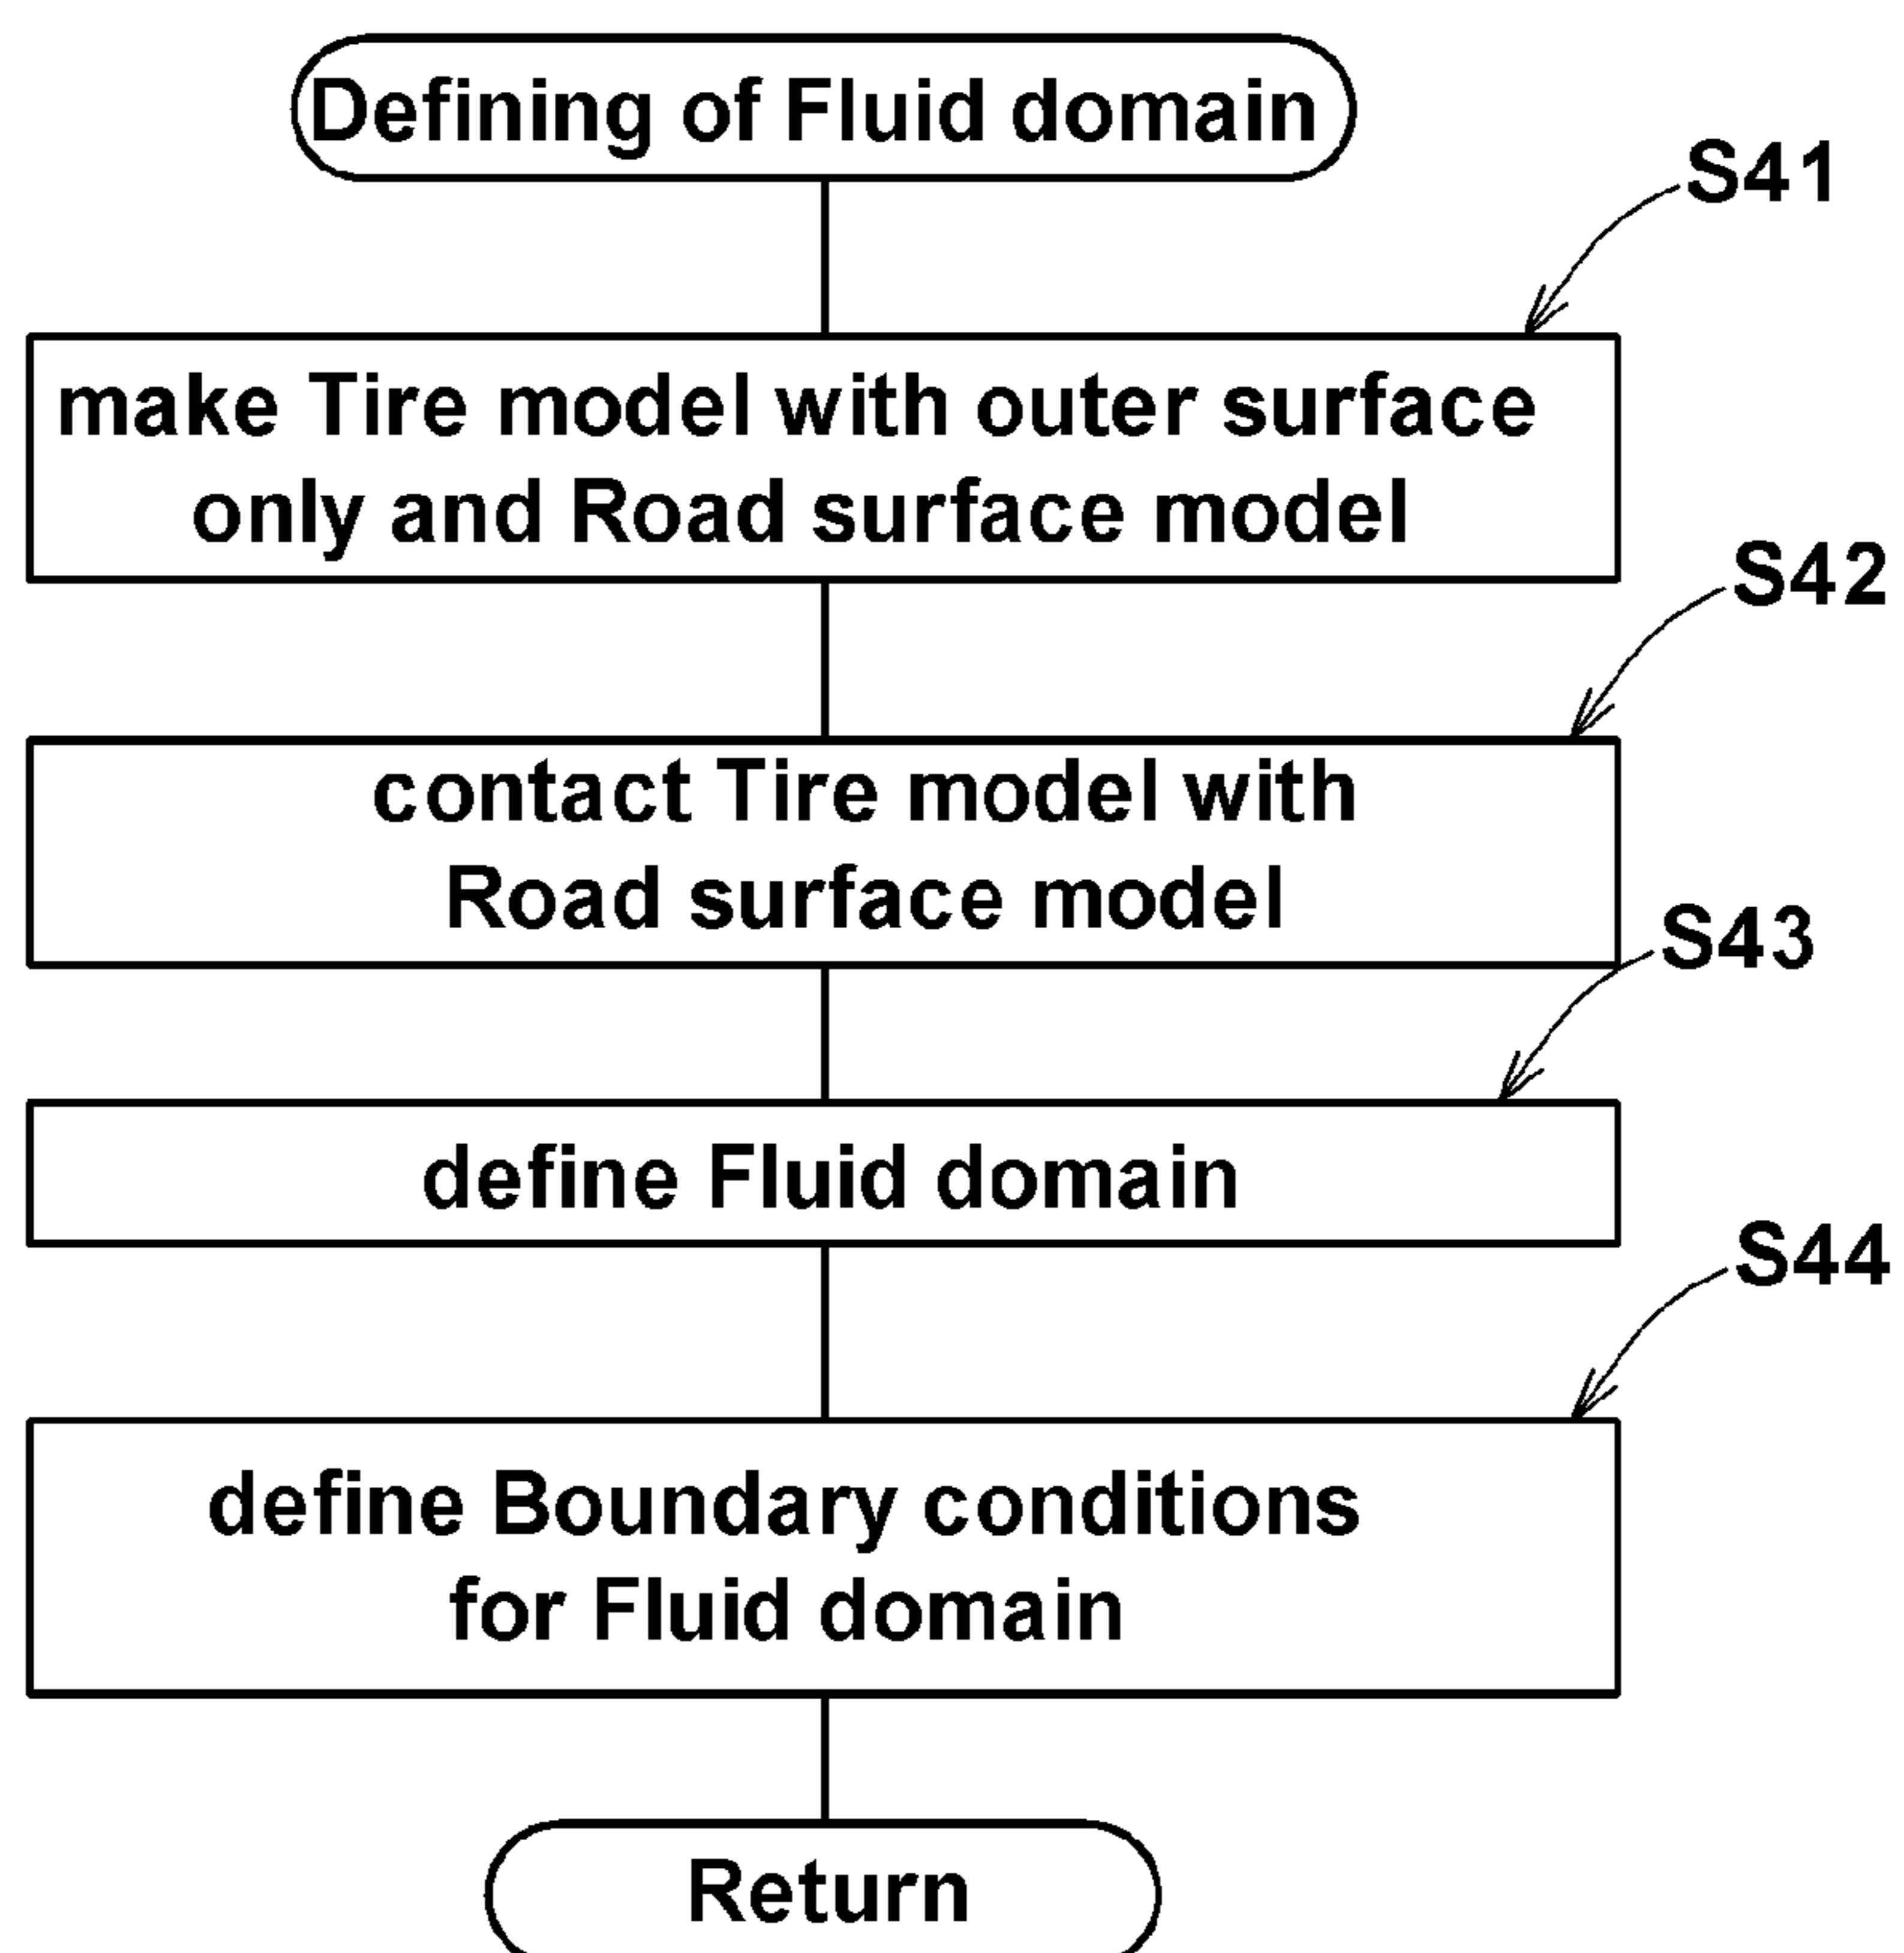 Defining of Fluid domain
S41
make Tire model with outer surface
only and Road surface model
S42
contact Tire model with
Road surface model
S43
define Fluid domain
S44
define Boundary conditions
for Fluid domain
Return